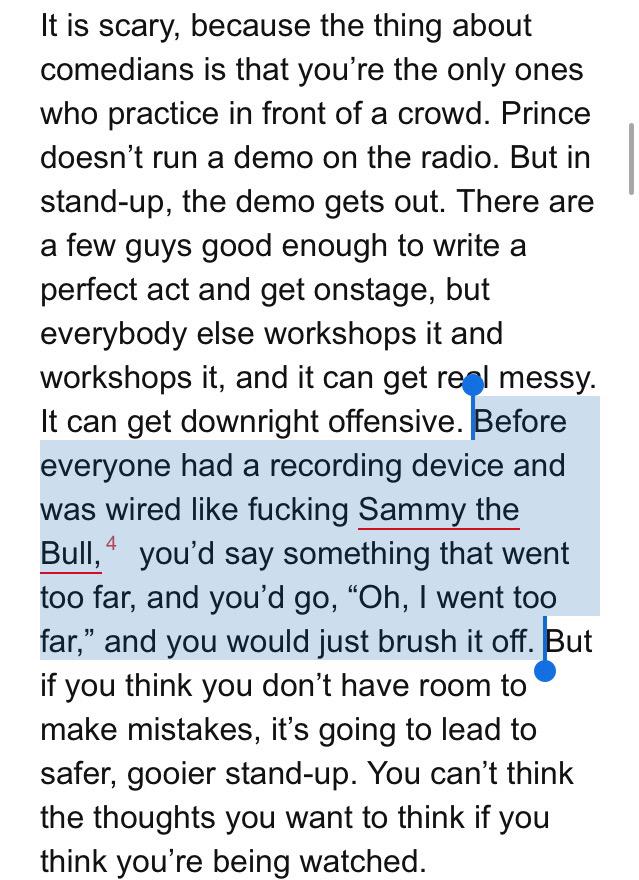 It is scary, because the thing about
comedians is that you’re the only ones
who practice in front of a crowd. Prince
doesn’t run a demo on the radio. But in
stand-up, the demo gets out. There are
a few guys good enough to write a
perfect act and get onstage, but
everybody else workshops it and
workshops it, and it can get real messy.
It can get downright offensive. Before
everyone had a recording device and
was wired like fucking Sammy the
Bull,4 you’d say something that went
too far, and you’d go, “Oh, I went too
far,” and you would just brush it off. But
if you think you don’t have room to
make mistakes, it’s going to lead to
safer, gooier stand-up. You can’t think
the thoughts you want to think if you
think you’re being watched.